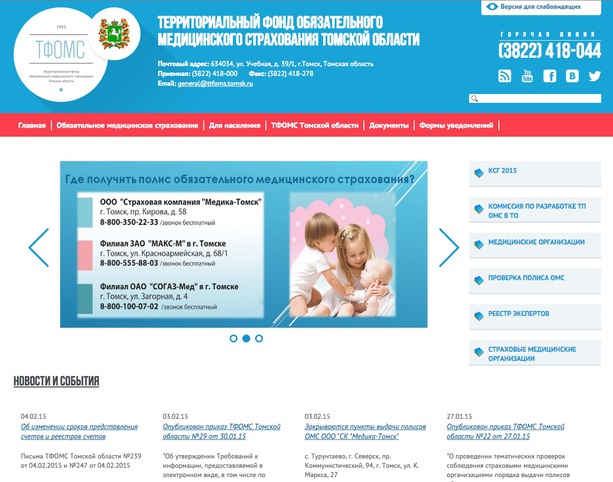 Версия для слабовидящих
1993
ТФОМС
Территориальный фонд
обязательного медицинского страхования
Томской области
ТЕРРИТОРИАЛЬНЫЙ ФОНД ОБЯЗАТЕЛЬНОГО
МЕДИЦИНСКОГО СТРАХОВАНИЯ ТОМСКОЙ ОБЛАСТИ
Почтовый адрес: 634034, ул. Учебная, д. 39/1, г.Томск, Томская область
Приемная: (3822) 418-000 Факс: (3822) 418-278
Email: general@ttfoms.tomsk.ru
ГОРЯЧАЯ ЛИНИЯ
(3822) 418-044
You Tube
Главная Обязательное медицинское страхование Для населения ТФОМС Томской области Документы Формы уведомлений
Где получить полис обязательного медицинского страхования?
ООО "Страховая компания "Медика-Томск"
г. Томск, пр. Кирова, д. 58
8-800-350-22-33 /звонок бесплатный
Филиал ЗАО "МАКС-М" в г. Томске
г. Томск, ул. Красноармейская, д. 68/1
8-800-555-88-03/звонок бесплатный
Филиал ОАО "СОГАЗ-Мед" в г. Томске
г. Томск, ул. Загорная, д. 4
8-800-100-07-02 /звонок бесплатный
КСГ 2015
КОМИССИЯ ПО РАЗРАБОТКЕ ТП
ОМС В ТО
МЕДИЦИНСКИЕ ОРГАНИЗАЦИИ
ПРОВЕРКА ПОЛИСА ОМС
РЕЕСТР ЭКСПЕРТОВ
СТРАХОВЫЕ МЕДИЦИНСКИЕ
ОРГАНИЗАЦИИ
НОВОСТИ И СОБЫТИЯ
04.02.15
Об изменении сроков представления
счетов и реестров счетов
Письма ТФОМС Томской области №239
от 04.02.2015 и №247 от 04.02.2015
03.02.15
Опубликован приказ ТФОМС Томской
области №29 от 30.01.15
"Об утверждении Требований к
информации, предоставляемой в
электронном виде, в том числе по
03.02.15
Закрываются пункты выдачи полисов
ОМС ООО "СК "Медика-Томск"
с. Турунтаево, г. Северск, пр.
Коммунистический, 94, г. Томск, ул. К.
Маркса, 27
27.01.15
Опубликован приказ ТФОМС Томской
области №22 от 27.01.15
"О проведении тематических проверок
соблюдения страховыми медицинскими
организациями порядка выдачи полисов